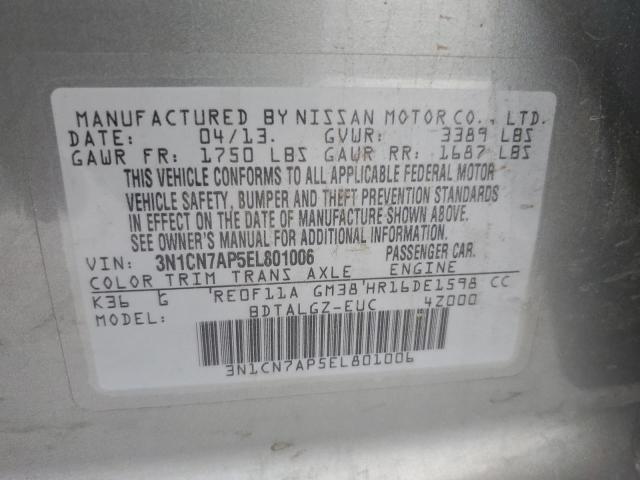 MANUFACTURED BY NISSAN MOTOR CO., LTD.
DATE: 04/13. GVWR: 3389 LBS
GAWR FR: 1750 LBS GAWR RR: 1687 LBS
THIS VEHICLE CONFORMS TO ALL APPLICABLE FEDERAL MOTOR
VEHICLE SAFETY, BUMPER AND THEFT PREVENTION STANDARDS
IN EFFECT ON THE DATE OF MANUFACTURE SHOWN ABOVE.
SEE OWNER'S MANUAL FOR ADDITIONAL INFORMATION.
VIN: 3N1CN7AP5EL801006 PASSENGER CAR.
COLOR TRIM TRANS AXLE ENGINE
K36 G RE0F11A GM38 HR16DE1598 CC
MODEL: BDTALGZ-EUC 4Z000
3N1CN7AP5EL801006